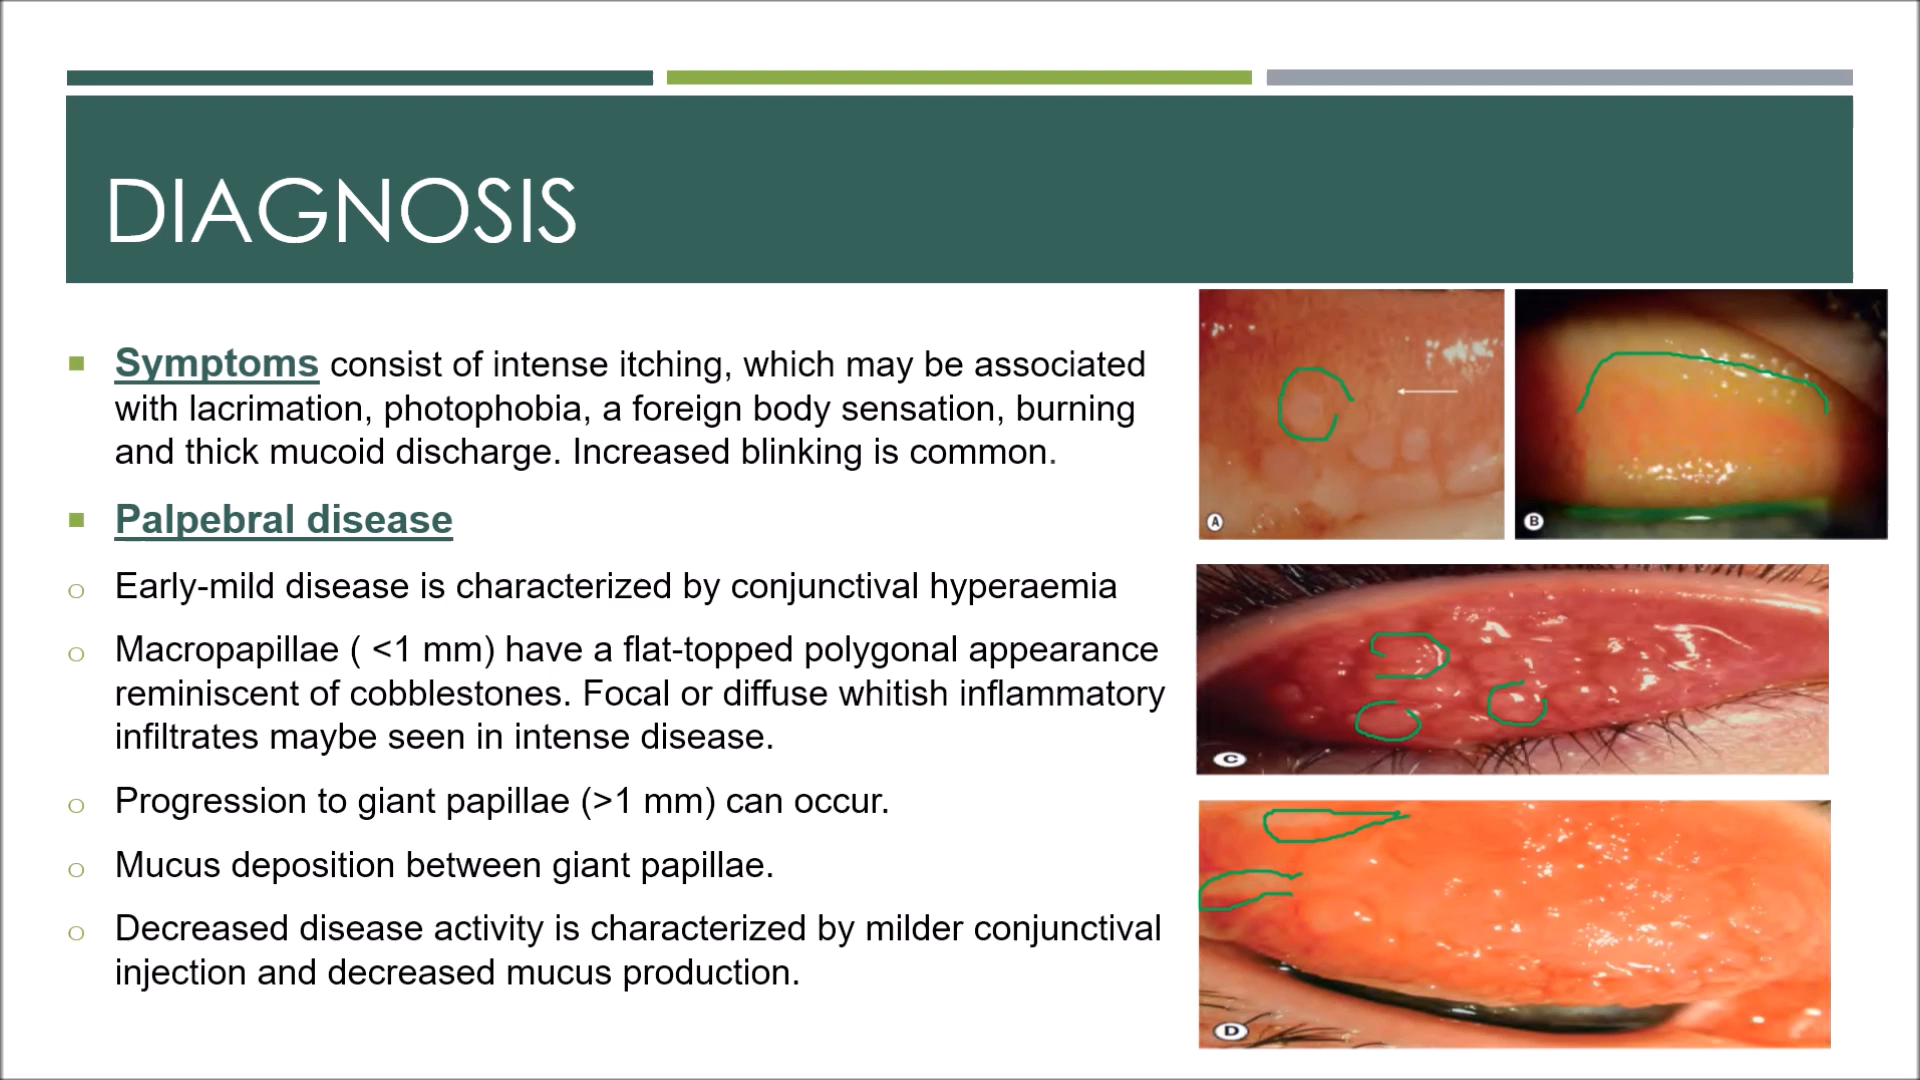 DIAGNOSIS
Symptoms consist of intense itching, which may be associated
with lacrimation, photophobia, a foreign body sensation, burning
and thick mucoid discharge. Increased blinking is common.
Palpebral disease
Early-mild disease is characterized by conjunctival hyperaemia
Macropapillae ( <1 mm) have a flat-topped polygonal appearance
reminiscent of cobblestones. Focal or diffuse whitish inflammatory
infiltrates maybe seen in intense disease.
Progression to giant papillae (>1 mm) can occur.
Mucus deposition between giant papillae.
Decreased disease activity is characterized by milder conjunctival
injection and decreased mucus production.
A
B
C
D